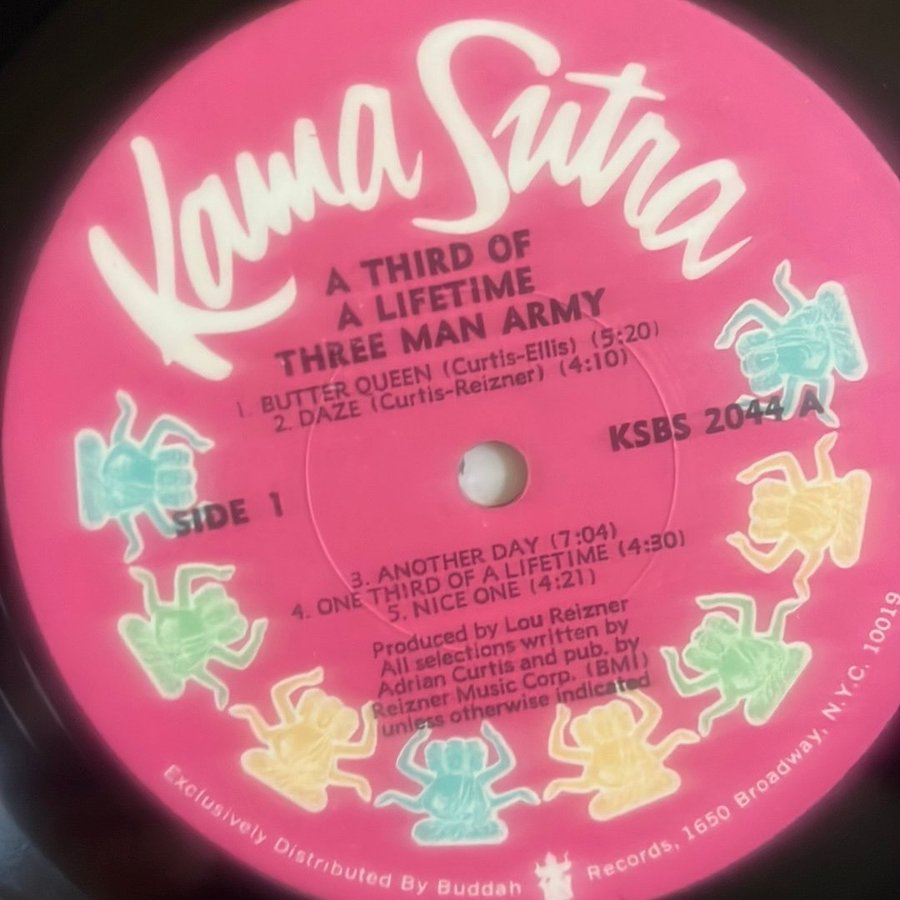 Kama Sutra
A THIRD OF
A LIFETIME
THREE MAN ARMY
1. BUTTER QUEEN (Curtis-Ellis) (5:20)
2. DAZE (Curtis-Reizner) (4:10)
KSBS 2044 A
SIDE 1
3. ANOTHER DAY (7:04)
4. ONE THIRD OF A LIFETIME (4:30)
5. NICE ONE (4:21)
Produced by Lou Reizner
All selections written by
Adrian Curtis and pub. by
Reizner Music Corp. (BMI)
unless otherwise indicated
Exclusively Distributed By Buddah Records, 1650 Broadway, N.Y.C. 10019